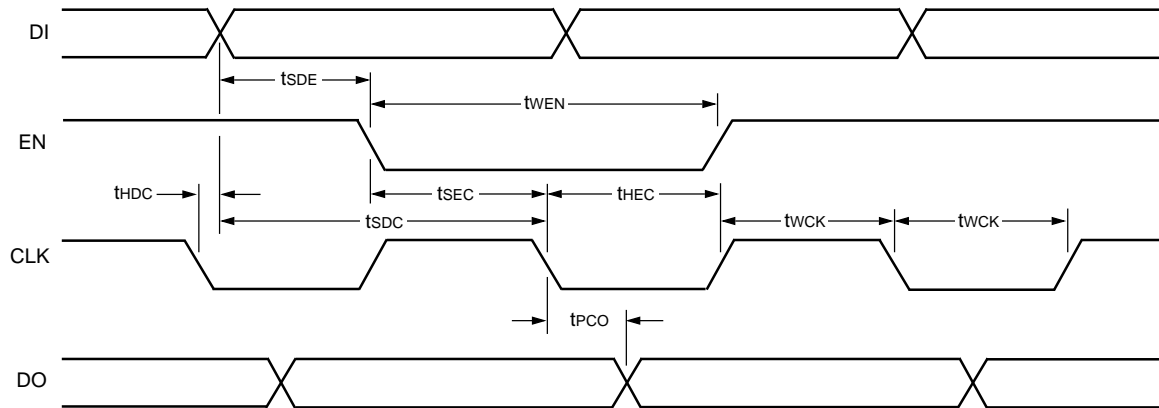 DI
tSDE
tWEN
EN
tHDC
tSEC
tHEC
tSDC
tWCK
tWCK
CLK
tPCO
DO